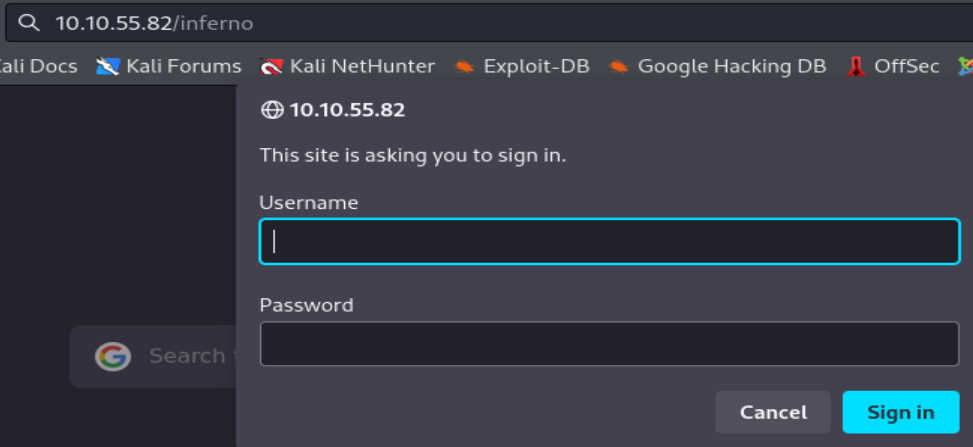 10.10.55.82/inferno
Kali Docs Kali Forums Kali NetHunter Exploit-DB Google Hacking DB OffSec
10.10.55.82
This site is asking you to sign in.
Username
Password
Search
Cancel Sign in